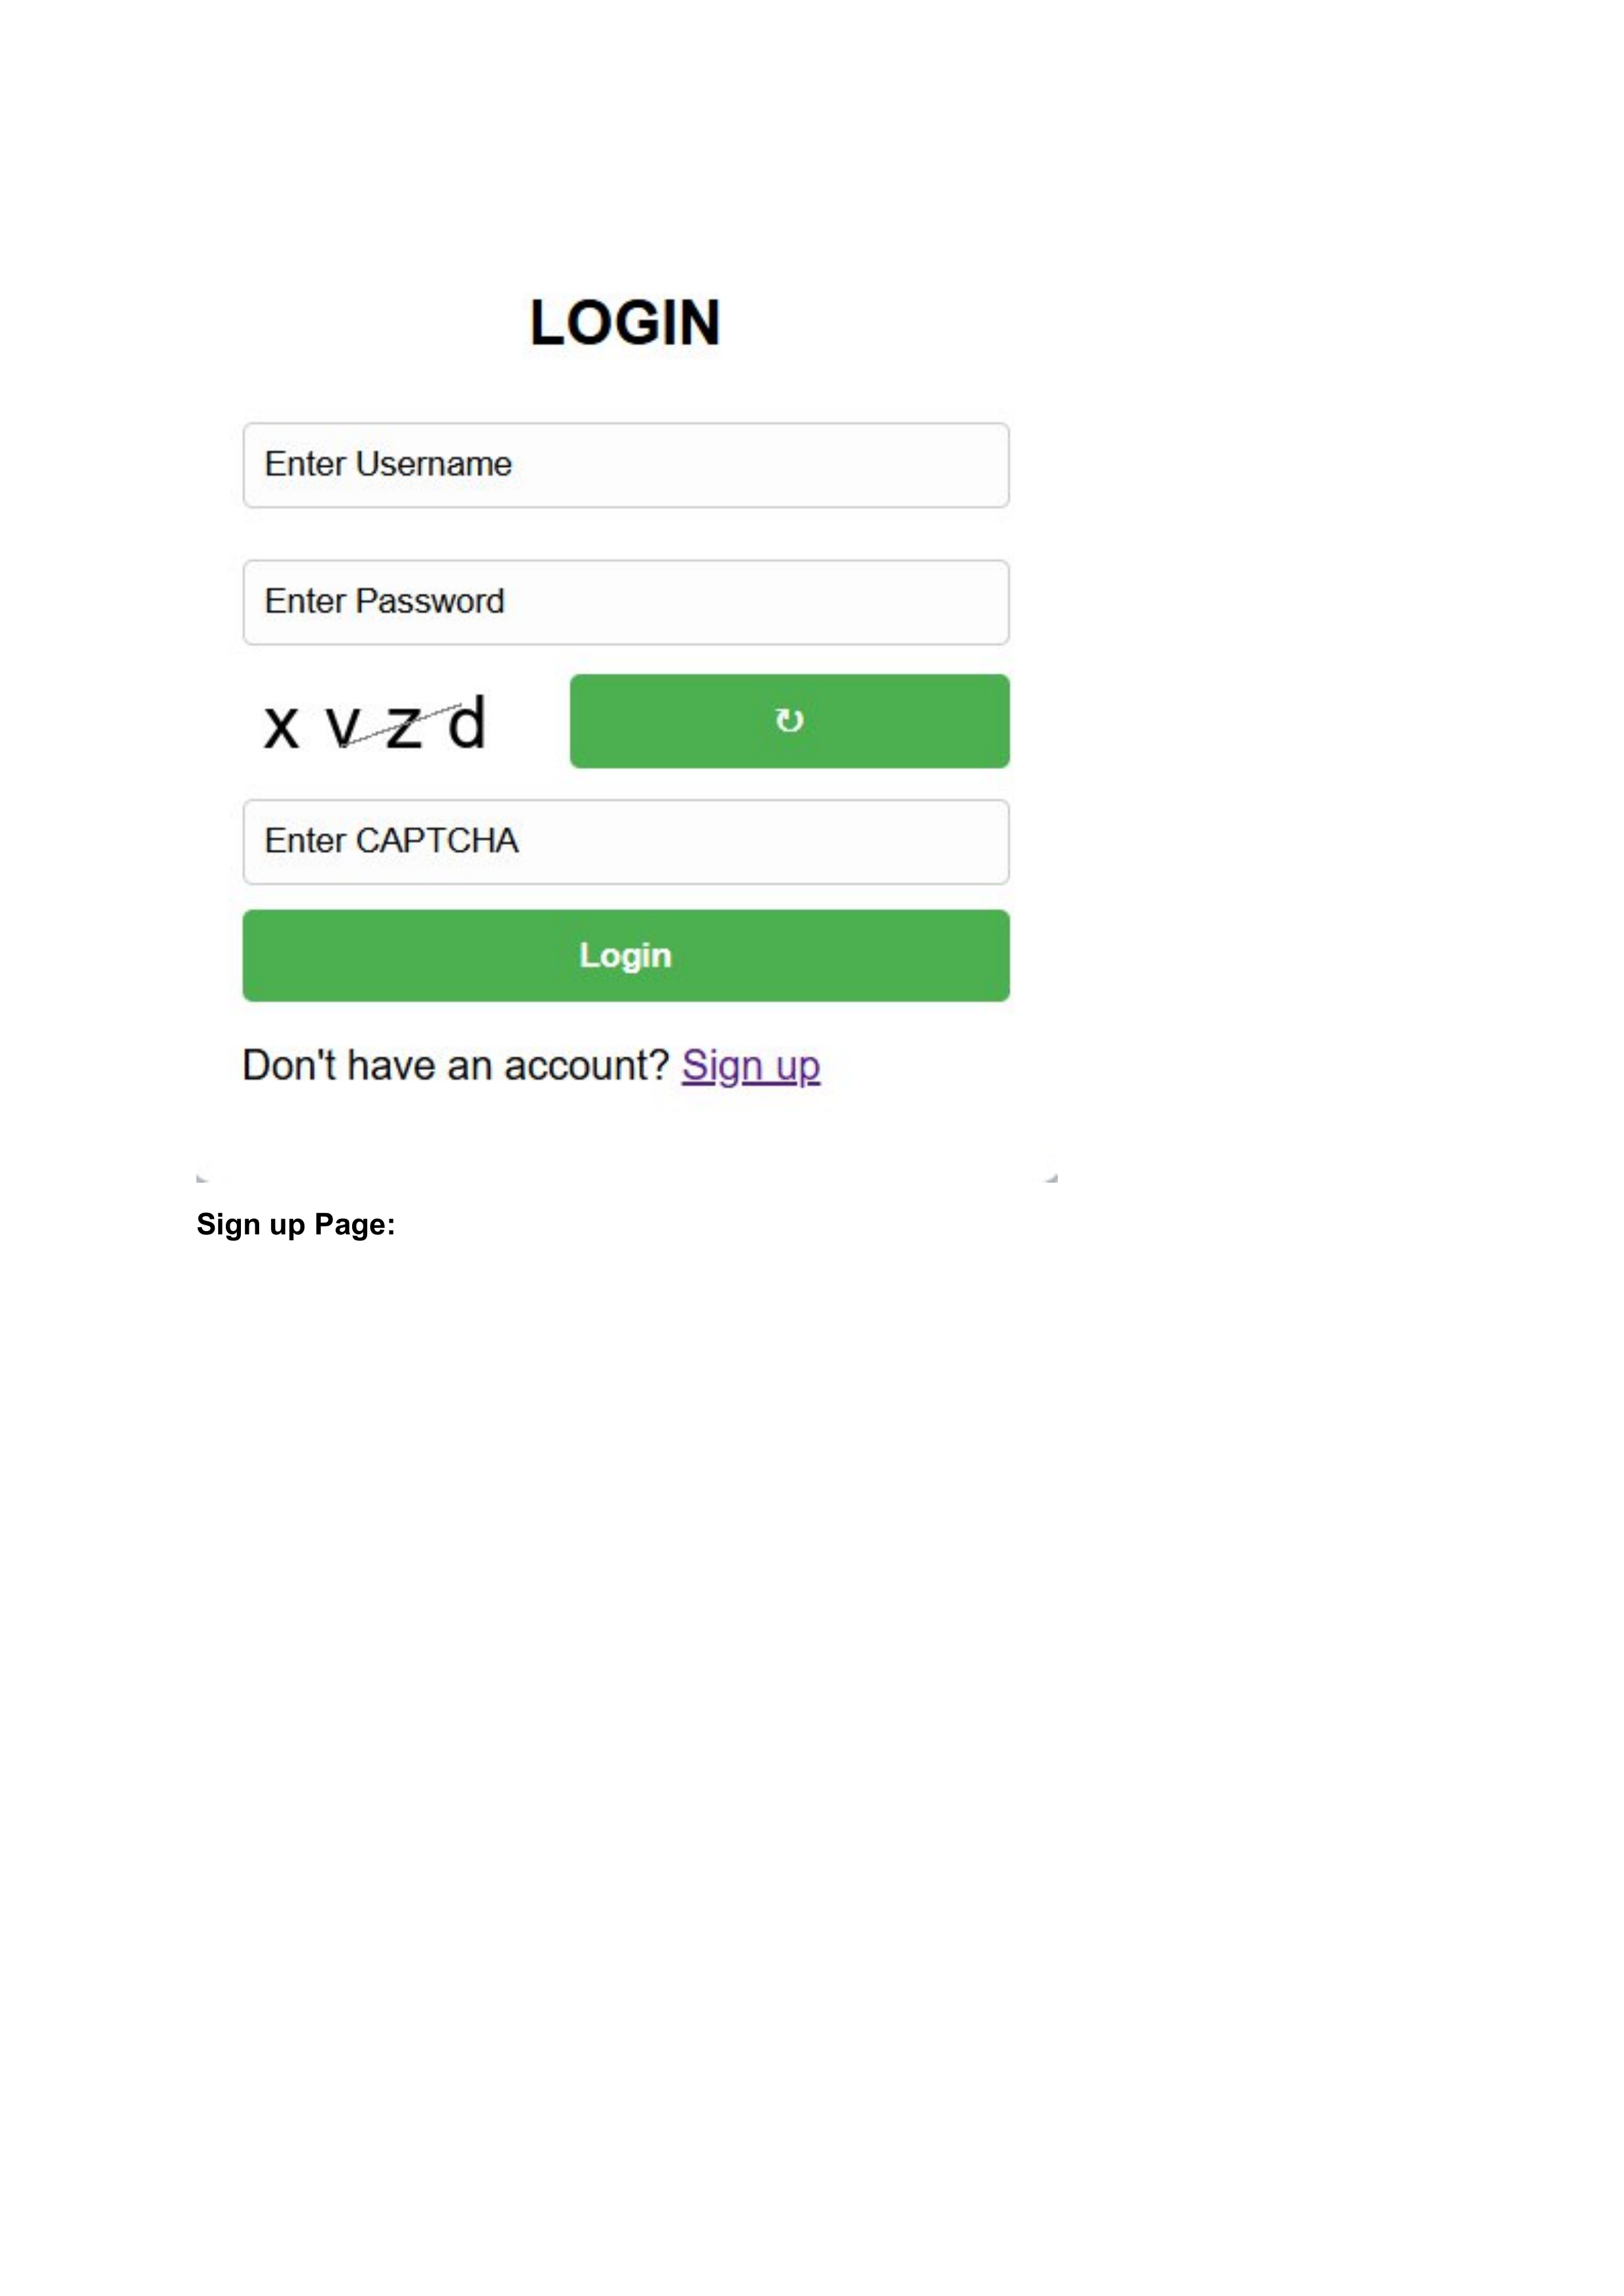 LOGIN
Enter Username
Enter Password
x v z d ↻
Enter CAPTCHA
Login
Don't have an account? Sign up
Sign up Page: